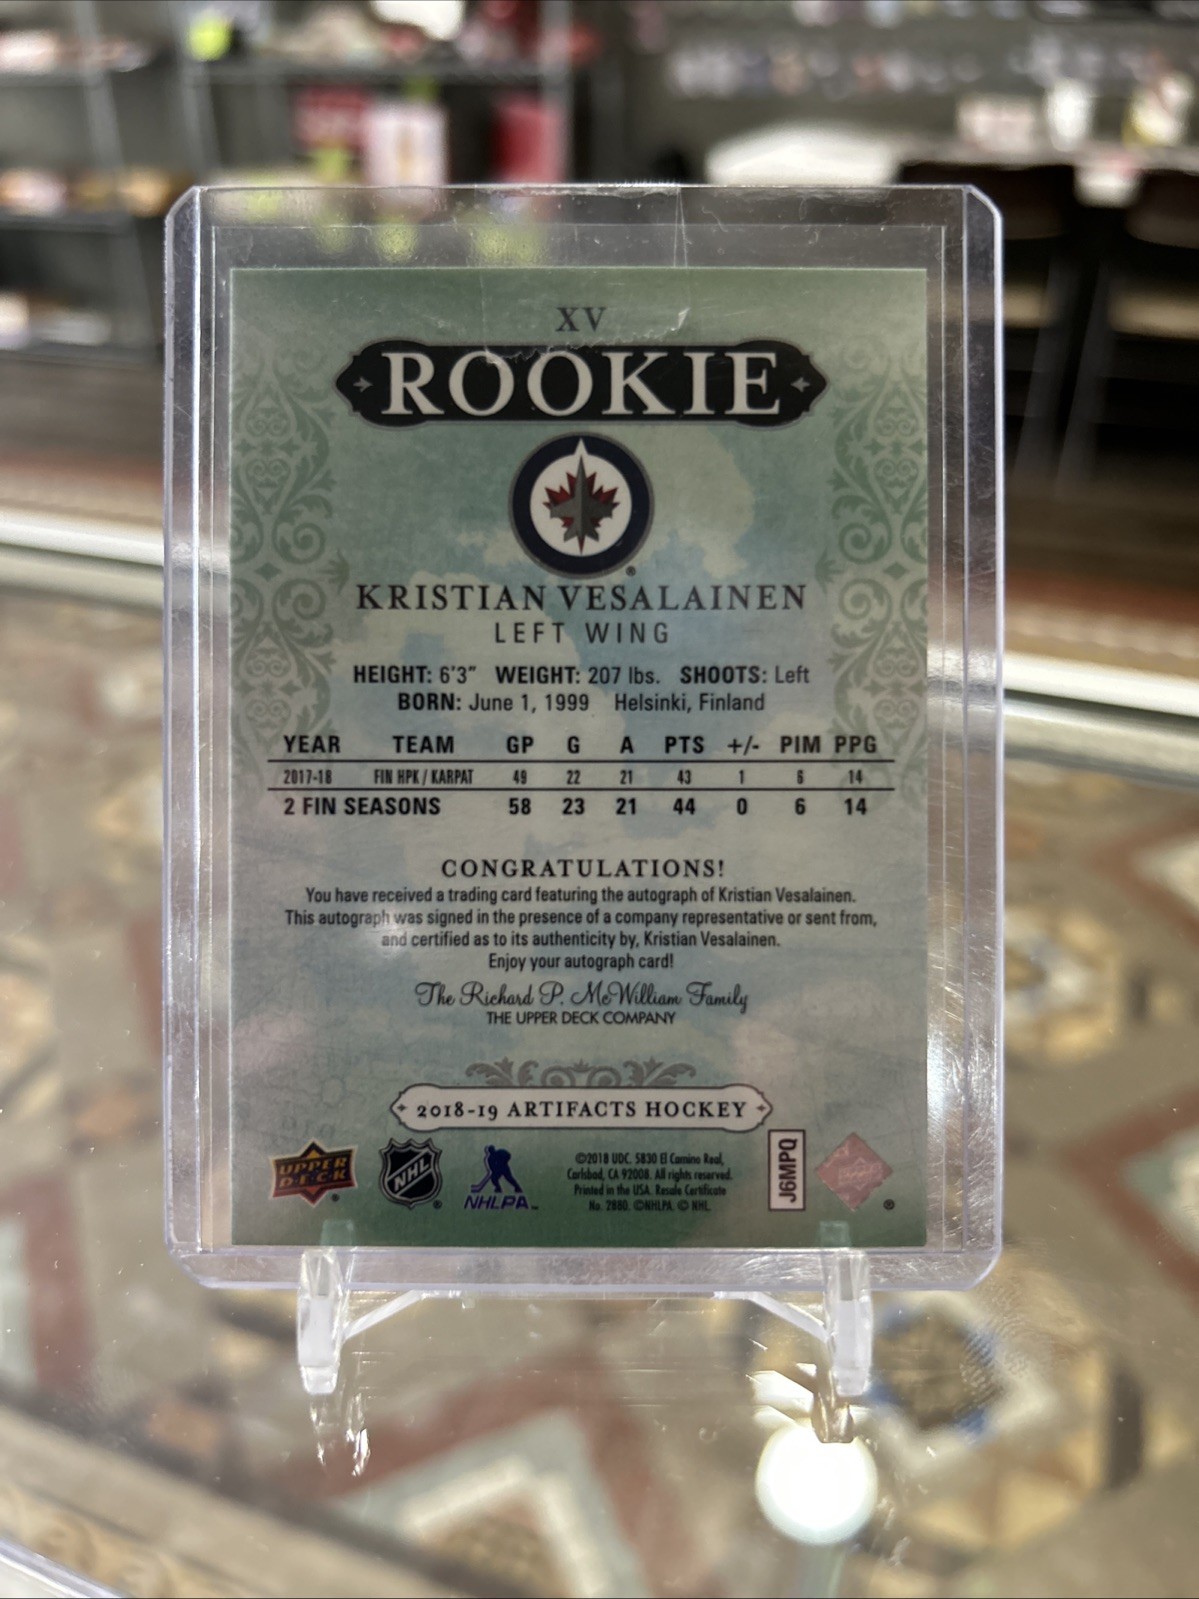 XV
ROOKIE
KRISTIAN VESALAINEN
LEFT WING
HEIGHT: 6'3" WEIGHT: 207 lbs. SHOOTS: Left
BORN: June 1, 1999 Helsinki, Finland
YEAR TEAM GP G A PTS +/- PIM PPG
2017-18 FIN HPK / KARPAT 49 22 21 43 1 6 14
2 FIN SEASONS 58 23 21 44 0 6 14
CONGRATULATIONS!
You have received a trading card featuring the autograph of Kristian Vesalainen.
This autograph was signed in the presence of a company representative or sent from,
and certified as to its authenticity by, Kristian Vesalainen.
Enjoy your autograph card!
The Richard P. McWilliam Family
THE UPPER DECK COMPANY
2018-19 ARTIFACTS HOCKEY
UPPER
D·E·C·K ®
NHL ®
NHLPA™
©2018 UDC. 5830 El Camino Real,
Carlsbad, CA 92008. All rights reserved.
Printed in the USA. Resale Certificate
No. 2880. ©NHLPA. © NHL.
J6MPQ
®